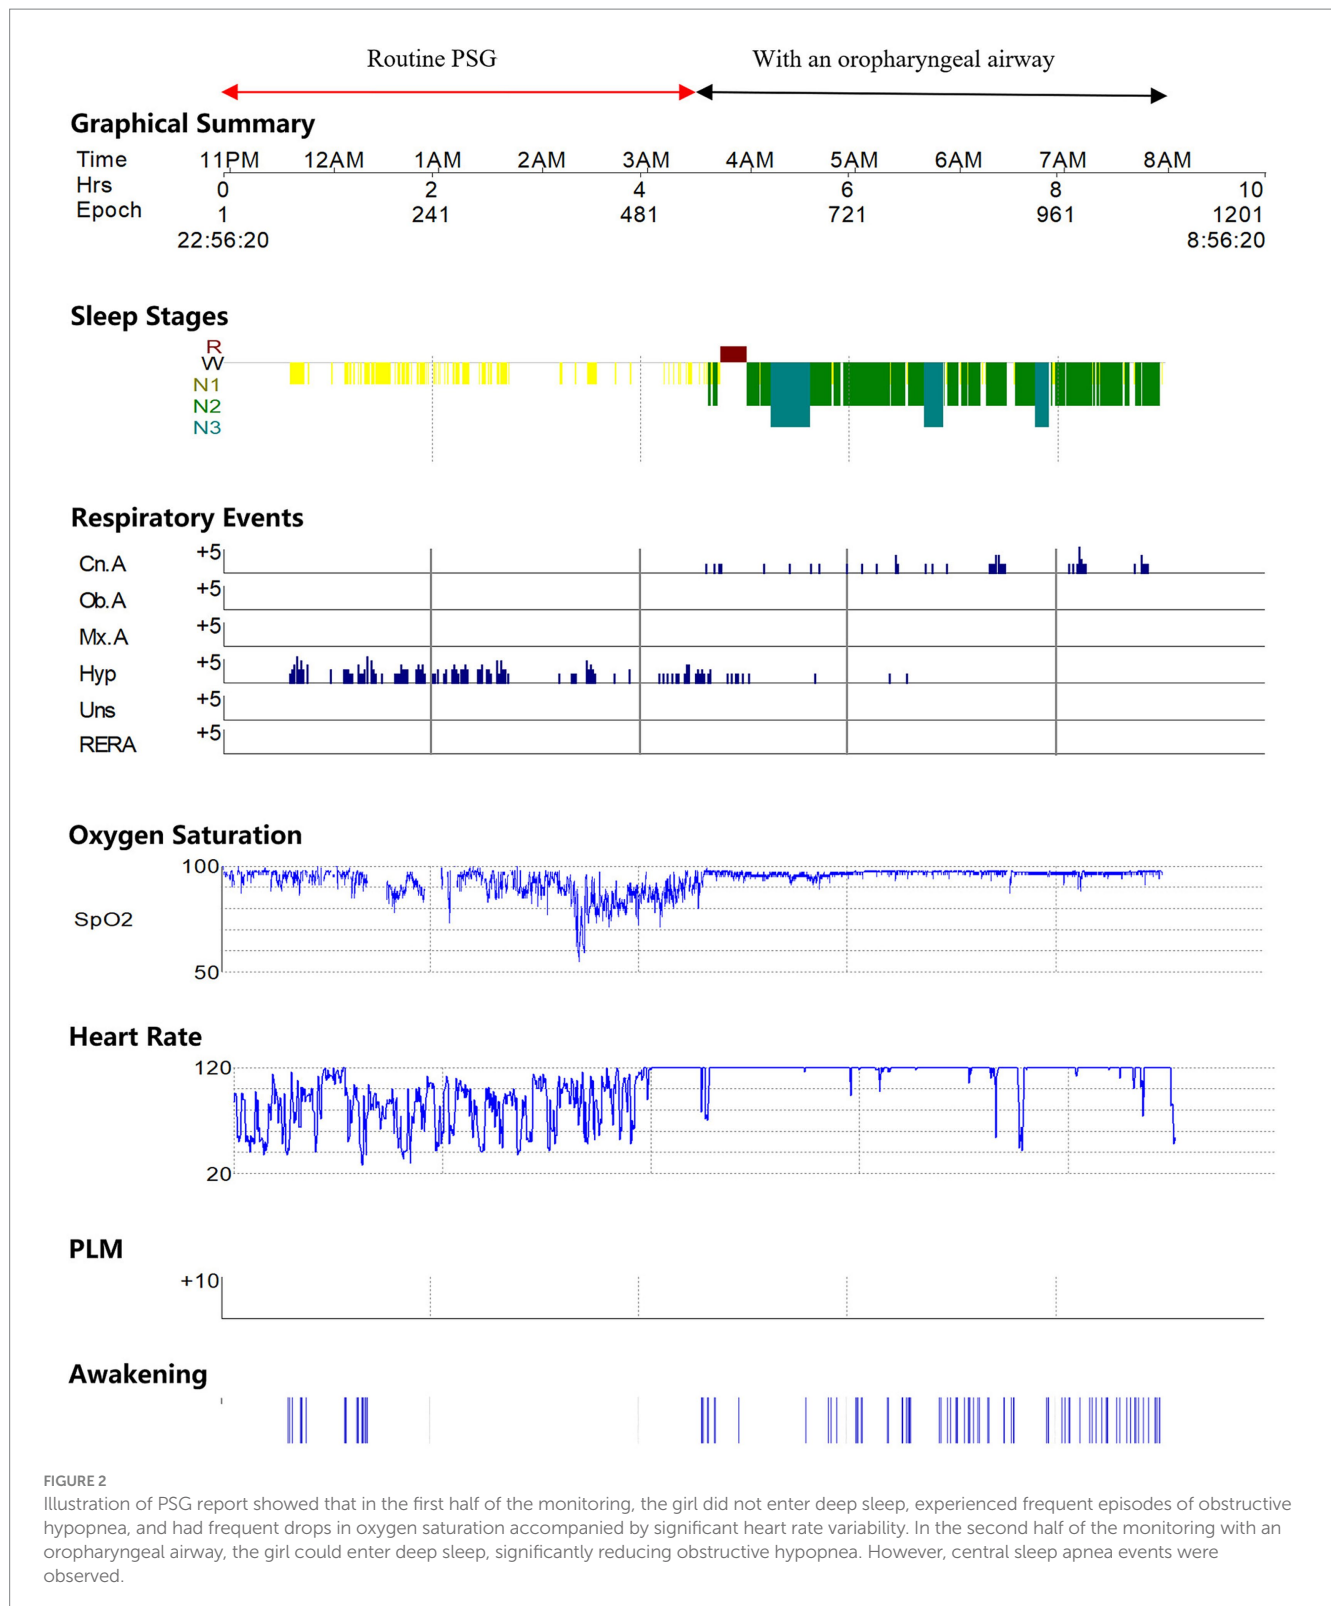 Routine PSG With an oropharyngeal airway
Graphical Summary
Time 11PM 12AM 1AM 2AM 3AM 4AM 5AM 6AM 7AM 8AM
Hrs 0 2 4 6 8 10
Epoch 1 241 481 721 961 1201
22:56:20 8:56:20
Sleep Stages
R
W
N1
N2
N3
Respiratory Events
Cn.A +5
Ob.A +5
Mx.A +5
Hyp +5
Uns +5
RERA +5
Oxygen Saturation
100
SpO2
50
Heart Rate
120
20
PLM
+10
Awakening
FIGURE 2
Illustration of PSG report showed that in the first half of the monitoring, the girl did not enter deep sleep, experienced frequent episodes of obstructive
hypopnea, and had frequent drops in oxygen saturation accompanied by significant heart rate variability. In the second half of the monitoring with an
oropharyngeal airway, the girl could enter deep sleep, significantly reducing obstructive hypopnea. However, central sleep apnea events were
observed.